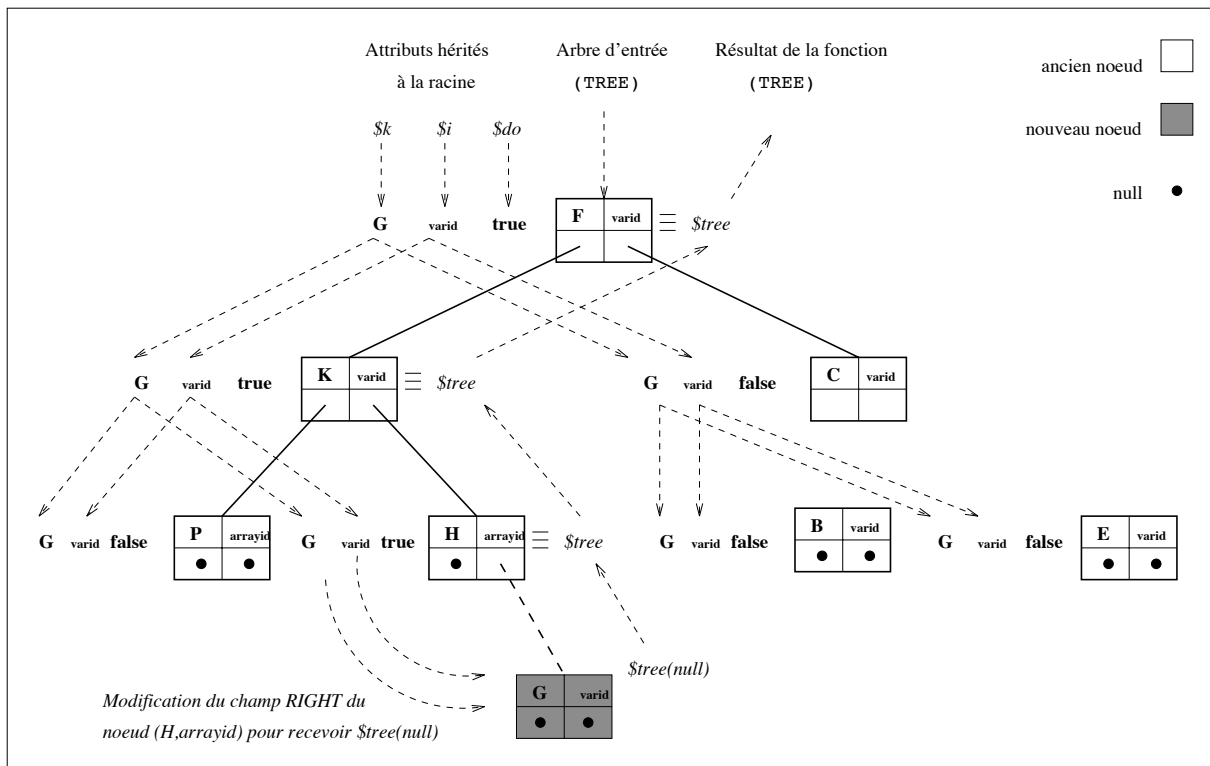 Attributs hérités
à la racine
Arbre d'entrée
(TREE)
Résultat de la fonction
(TREE)
ancien noeud
nouveau noeud
null
$k $i $do
G varid true F varid $tree
G varid true K varid $tree G varid false C varid
G varid false P arrayid G varid true H arrayid $tree G varid false B varid G varid false E varid
$tree(null)
G varid
Modification du champ RIGHT du
noeud (H,arrayid) pour recevoir $tree(null)